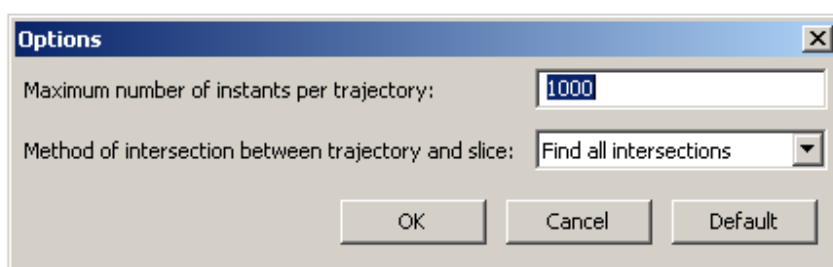 Options
Maximum number of instants per trajectory: 1000
Method of intersection between trajectory and slice: Find all intersections
OK Cancel Default